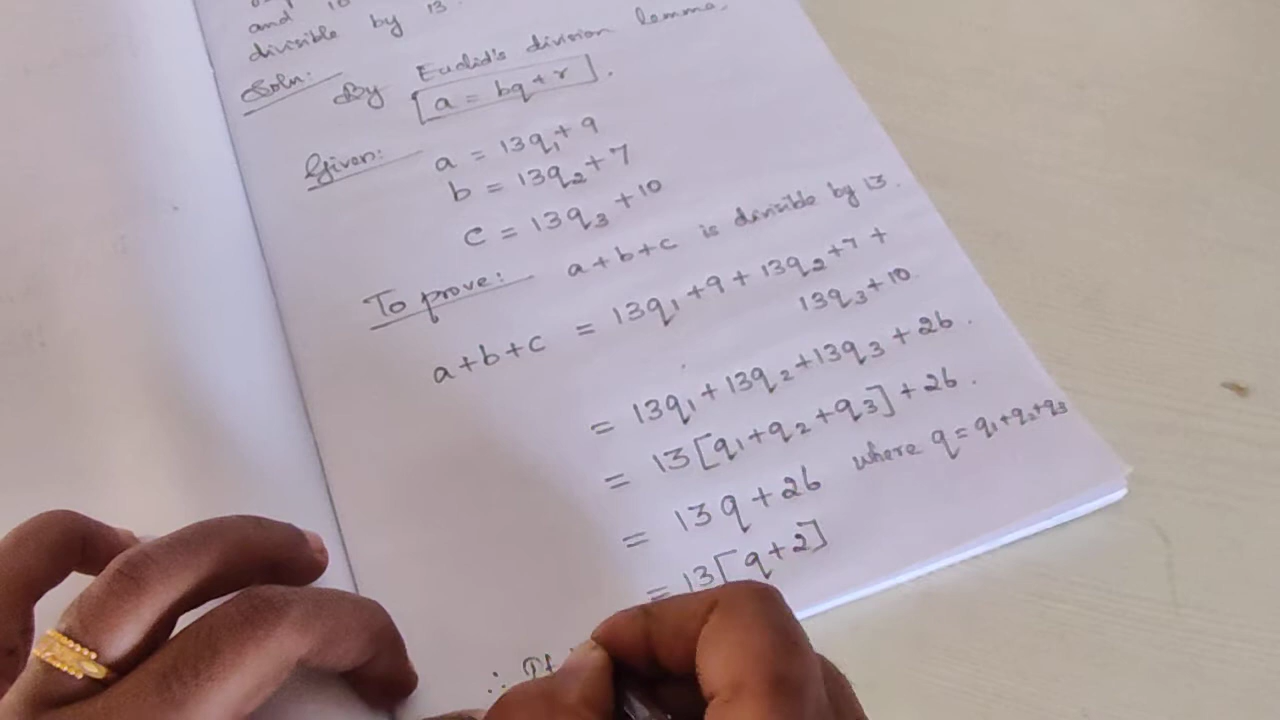 and 10
divisible by 13.
Soln:
By Euclid's division lemma,
[a = bq + r].
Given: a = 13q₁ + 9
b = 13q₂ + 7
c = 13q₃ + 10
To prove: a+b+c is divisible by 13.
a+b+c = 13q₁ + 9 + 13q₂ + 7 +
13q₃ + 10.
= 13q₁ + 13q₂ + 13q₃ + 26.
= 13[q₁+q₂+q₃] + 26.
= 13q + 26 where q = q₁+q₂+q₃
= 13[q+2]
∴ It